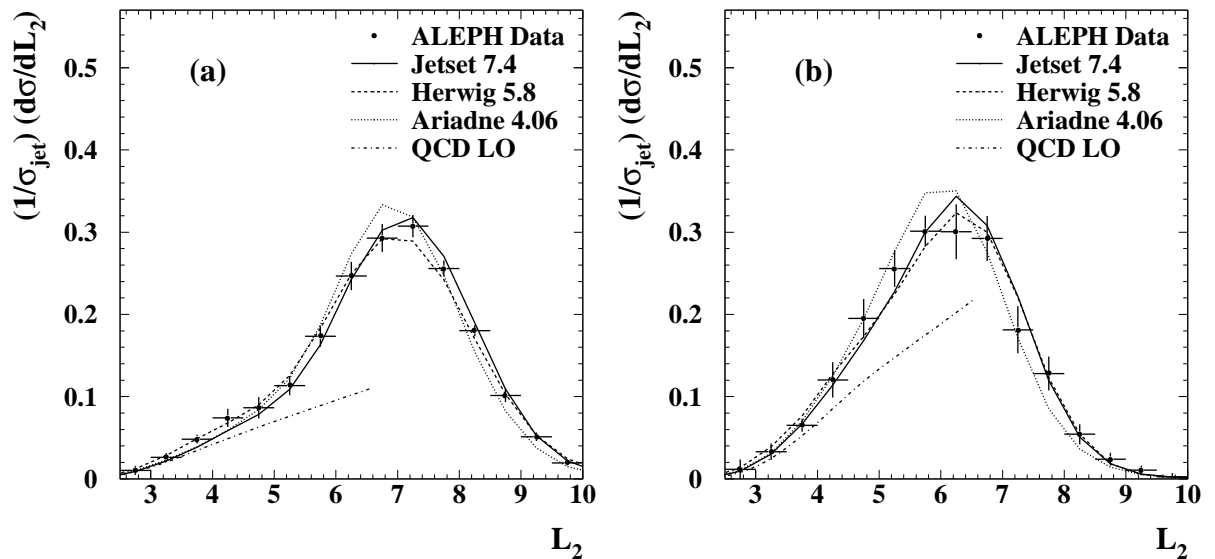 (1/σjet) (dσ/dL2)
(a)
ALEPH Data
Jetset 7.4
Herwig 5.8
Ariadne 4.06
QCD LO
0.5
0.4
0.3
0.2
0.1
0
3 4 5 6 7 8 9 10
L2
(1/σjet) (dσ/dL2)
(b)
ALEPH Data
Jetset 7.4
Herwig 5.8
Ariadne 4.06
QCD LO
0.5
0.4
0.3
0.2
0.1
0
3 4 5 6 7 8 9 10
L2